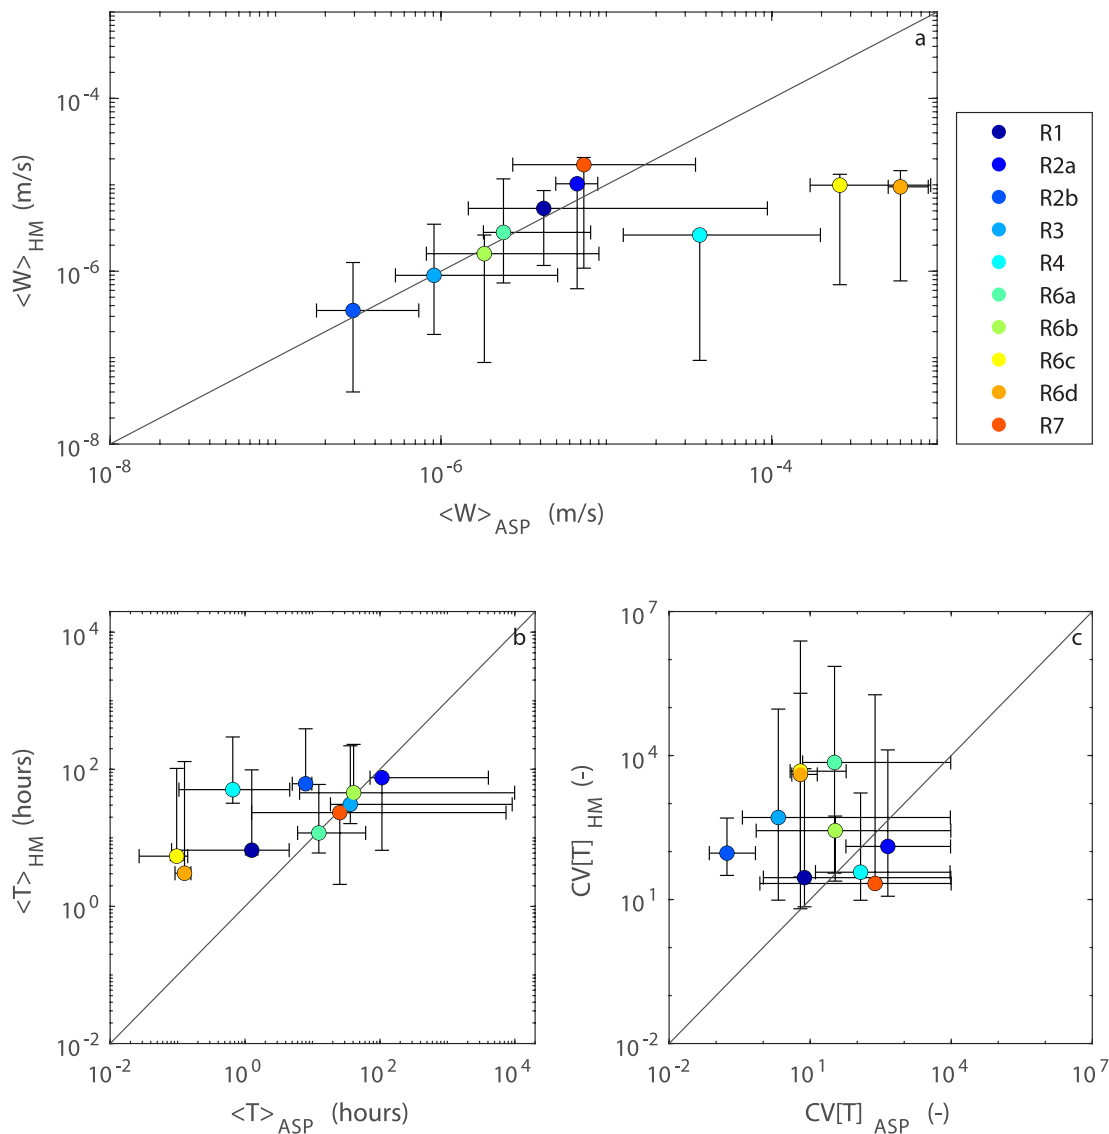 a
10^-4
10^-6
10^-8
<W>_HM (m/s)
10^-8
10^-6
10^-4
<W>_ASP (m/s)
R1
R2a
R2b
R3
R4
R6a
R6b
R6c
R6d
R7
b
10^4
10^2
10^0
10^-2
<T>_HM (hours)
10^-2
10^0
10^2
10^4
<T>_ASP (hours)
c
10^7
10^4
10^1
10^-2
CV[T]_HM (-)
10^-2
10^1
10^4
10^7
CV[T]_ASP (-)